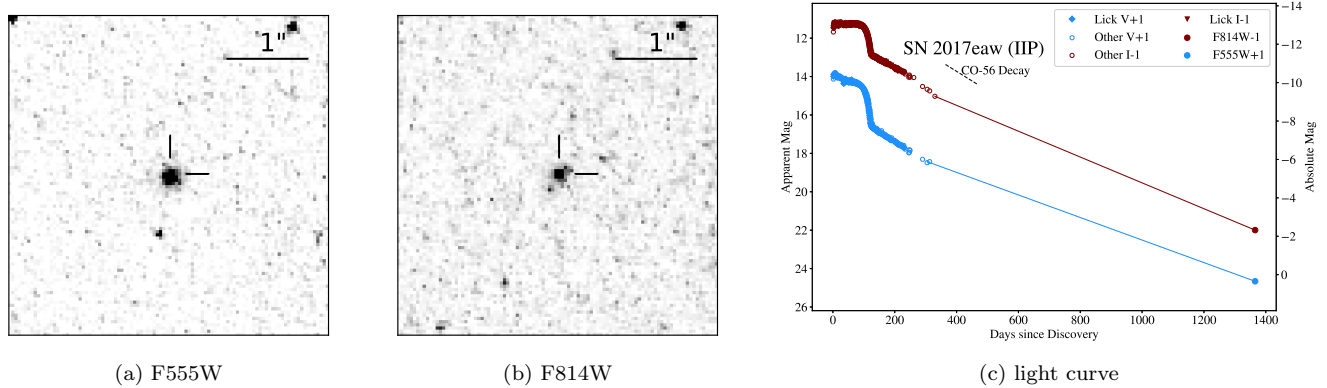 1"
1"
Lick V+1
Other V+1
Other I-1
Lick I-1
F814W-1
F555W+1
SN 2017eaw (IIP)
CO-56 Decay
Apparent Mag
12
14
16
18
20
22
24
26
0
200
400
600
800
1000
1200
1400
Days since Discovery
−14
−12
−10
−8
−6
−4
−2
0
Absolute Mag
(a) F555W
(b) F814W
(c) light curve